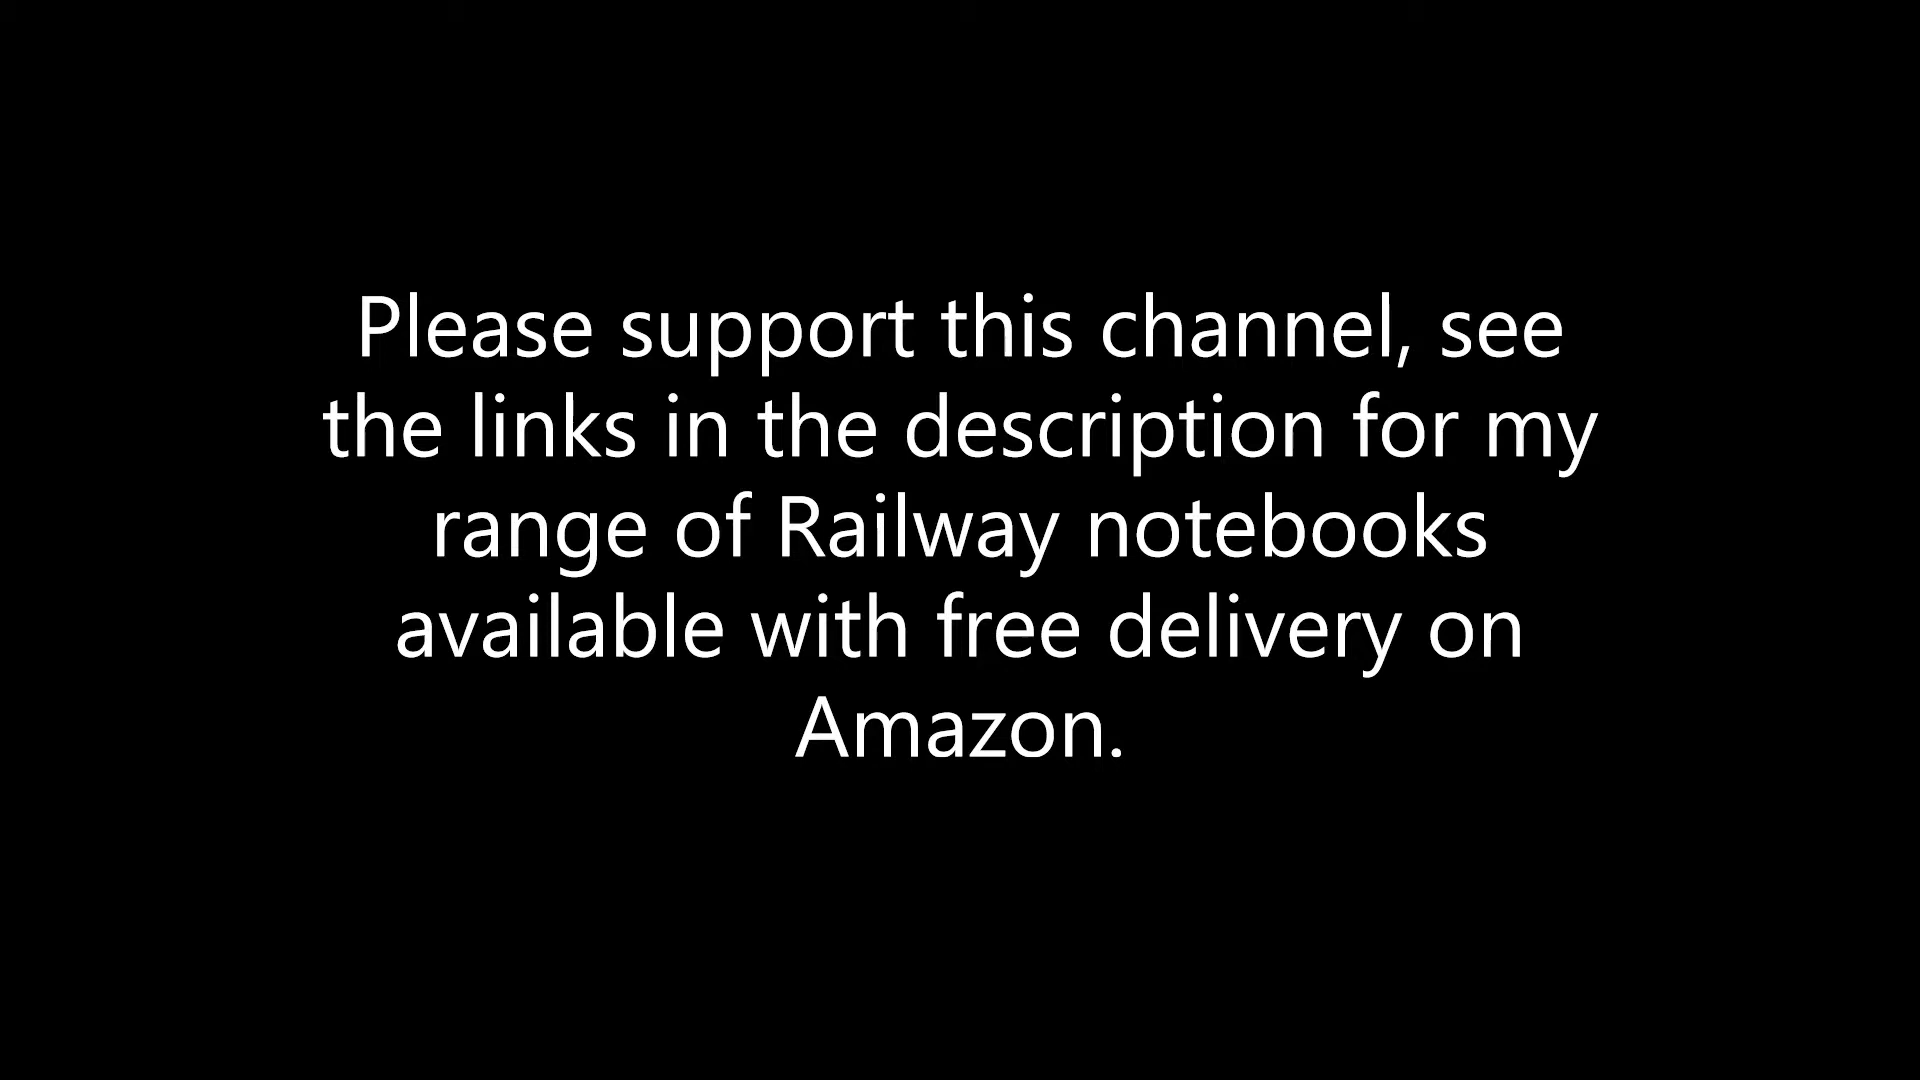 Please support this channel, see
the links in the description for my
range of Railway notebooks
available with free delivery on
Amazon.